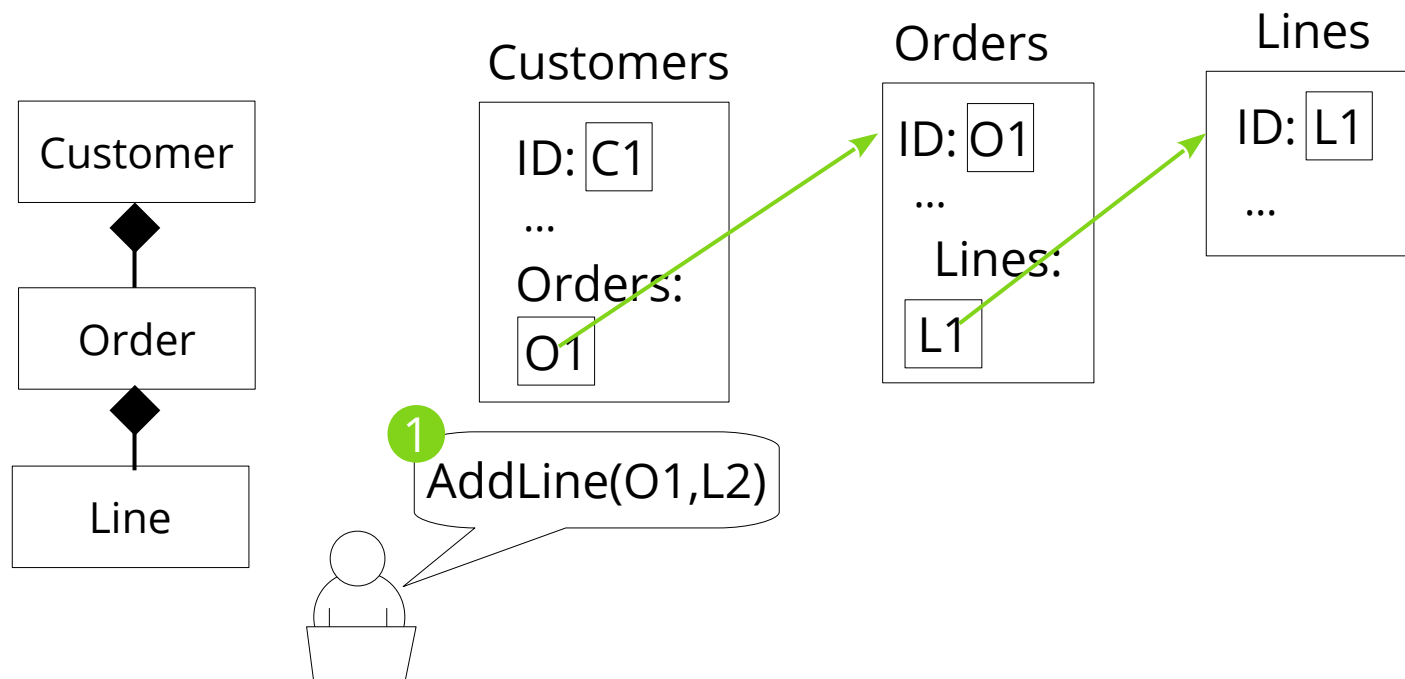 Customer
Order
Line
Customers
ID: C1
...
Orders:
O1
Orders
ID: O1
...
Lines:
L1
Lines
ID: L1
...
1
AddLine(O1,L2)